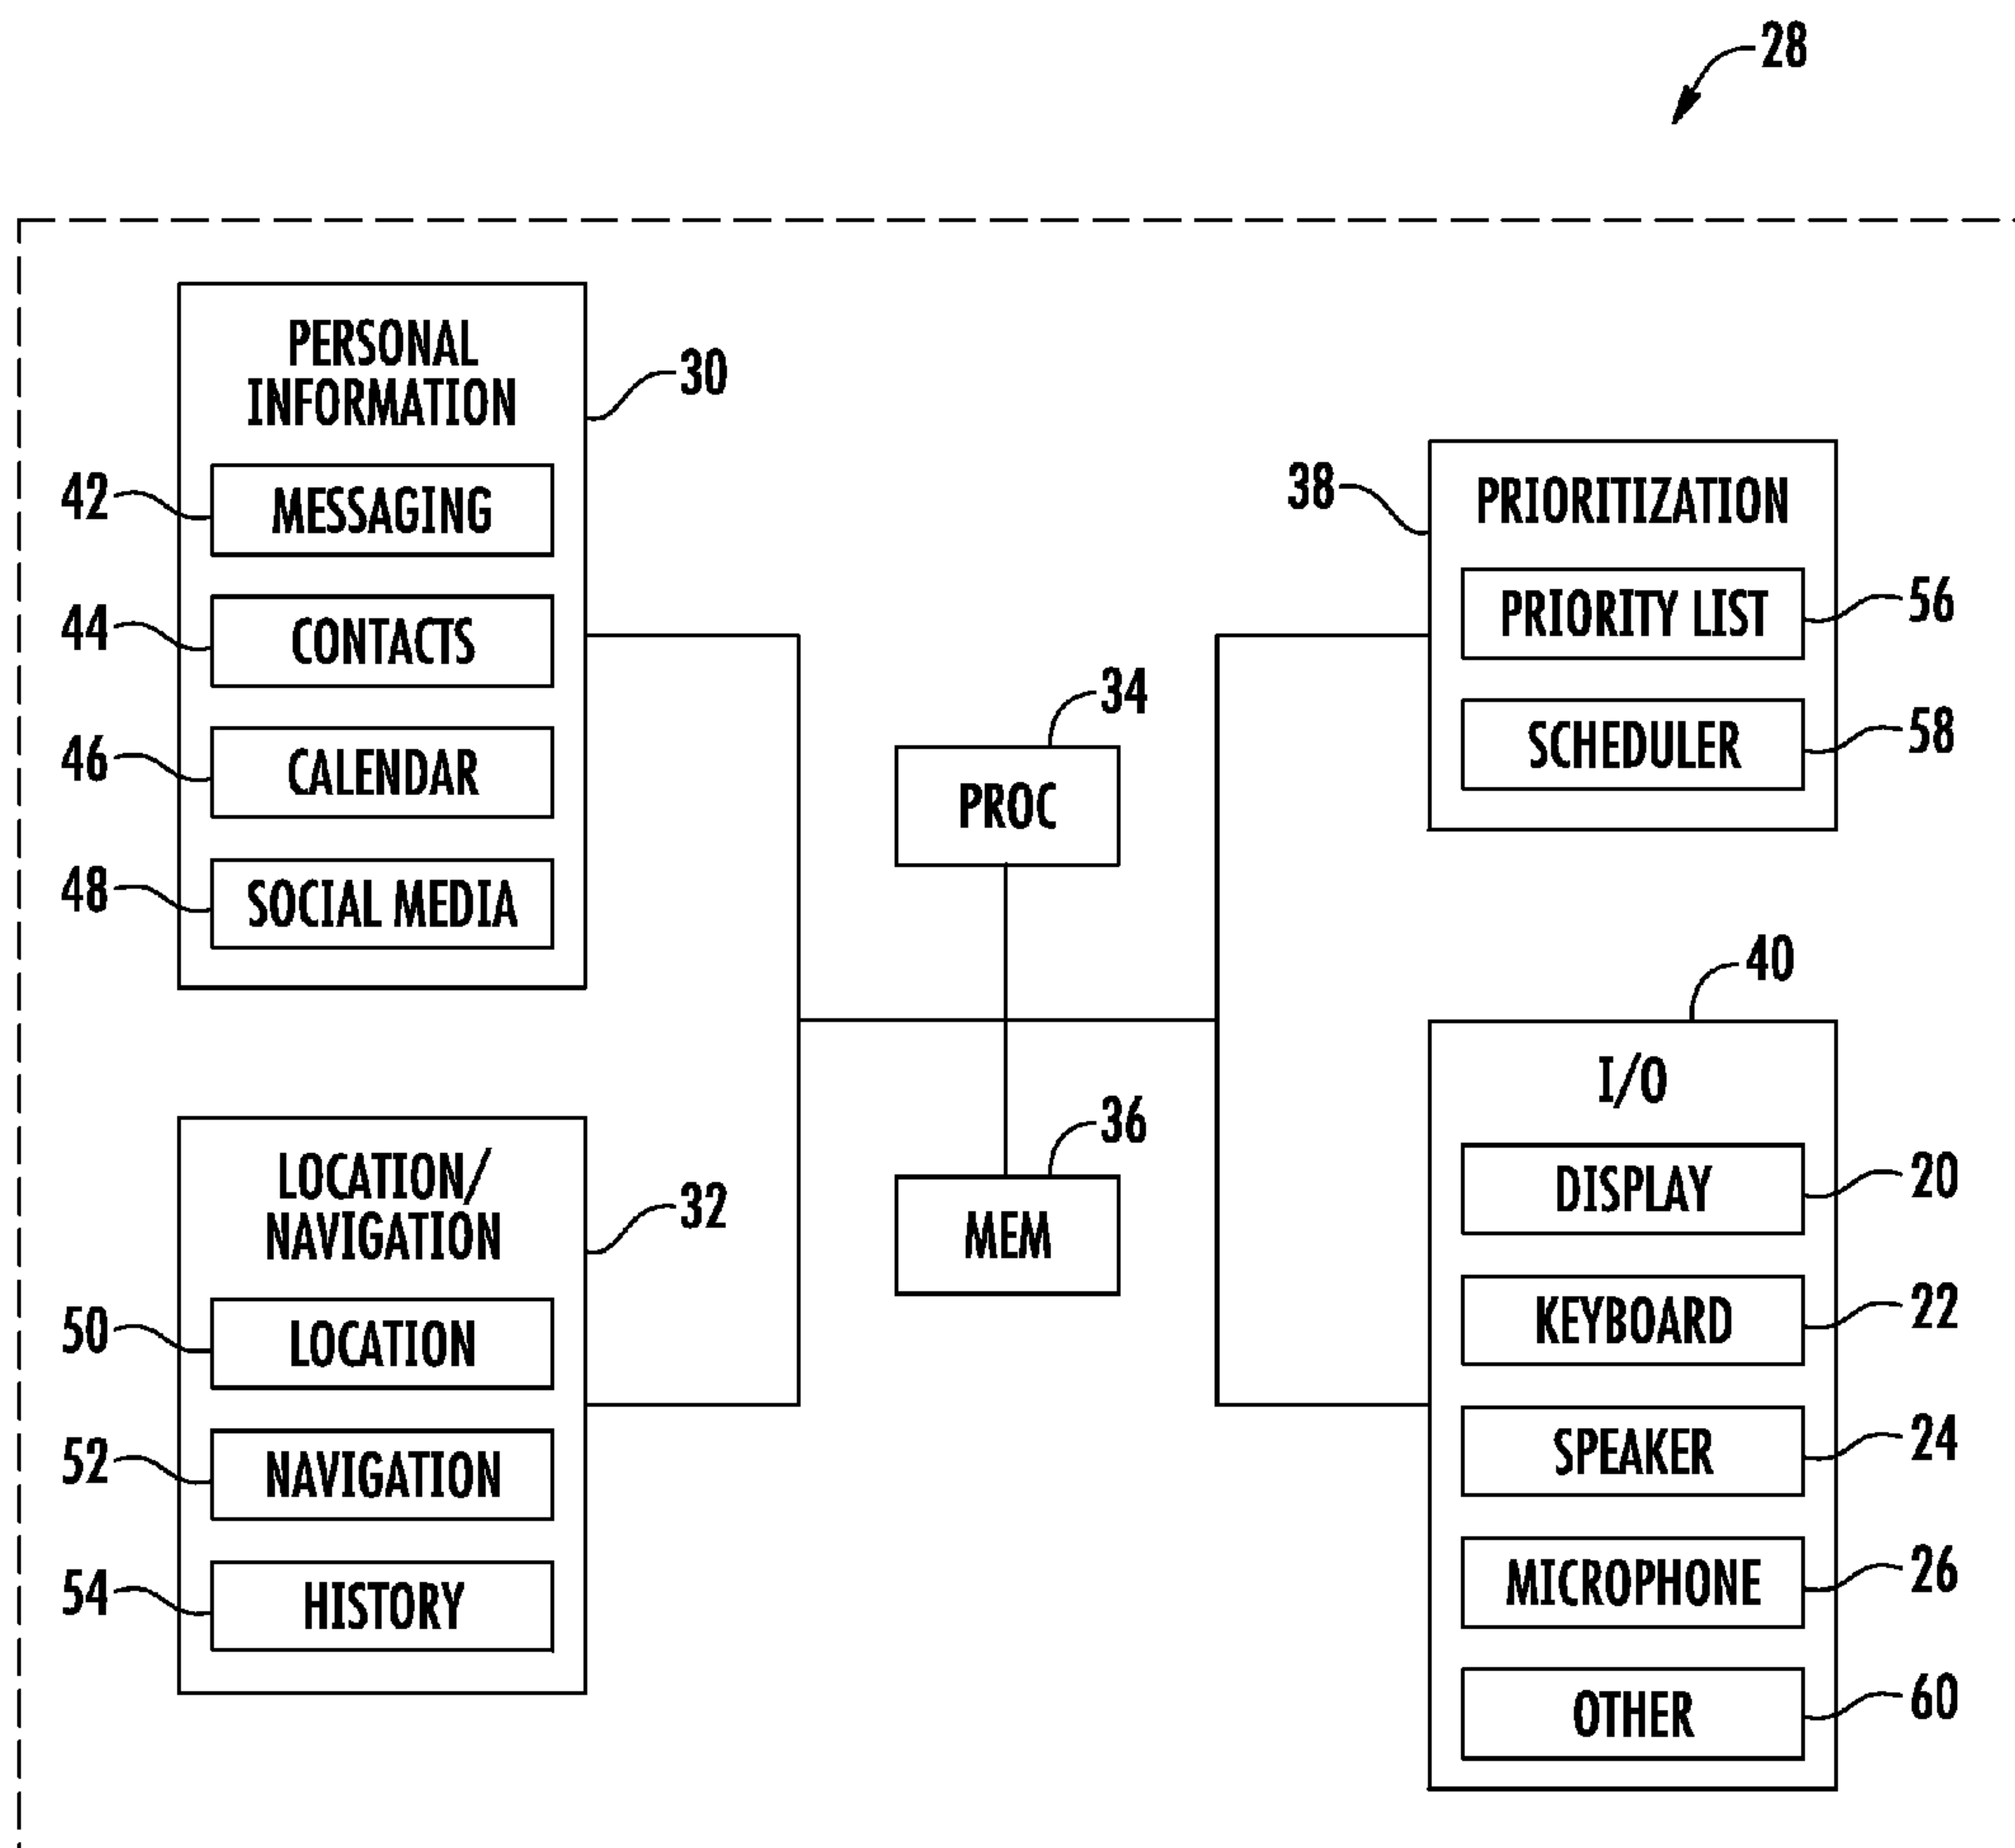 28
PERSONAL
INFORMATION
30
42
MESSAGING
44
CONTACTS
46
CALENDAR
48
SOCIAL MEDIA
LOCATION/
NAVIGATION
32
50
LOCATION
52
NAVIGATION
54
HISTORY
34
PROC
36
MEM
38
PRIORITIZATION
PRIORITY LIST
56
SCHEDULER
58
40
I/O
DISPLAY
20
KEYBOARD
22
SPEAKER
24
MICROPHONE
26
OTHER
60